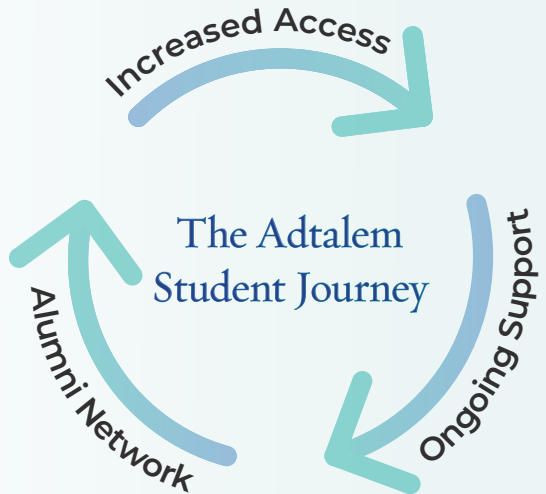 Increased Access
The Adtalem
Student Journey
Ongoing Support
Alumni Network